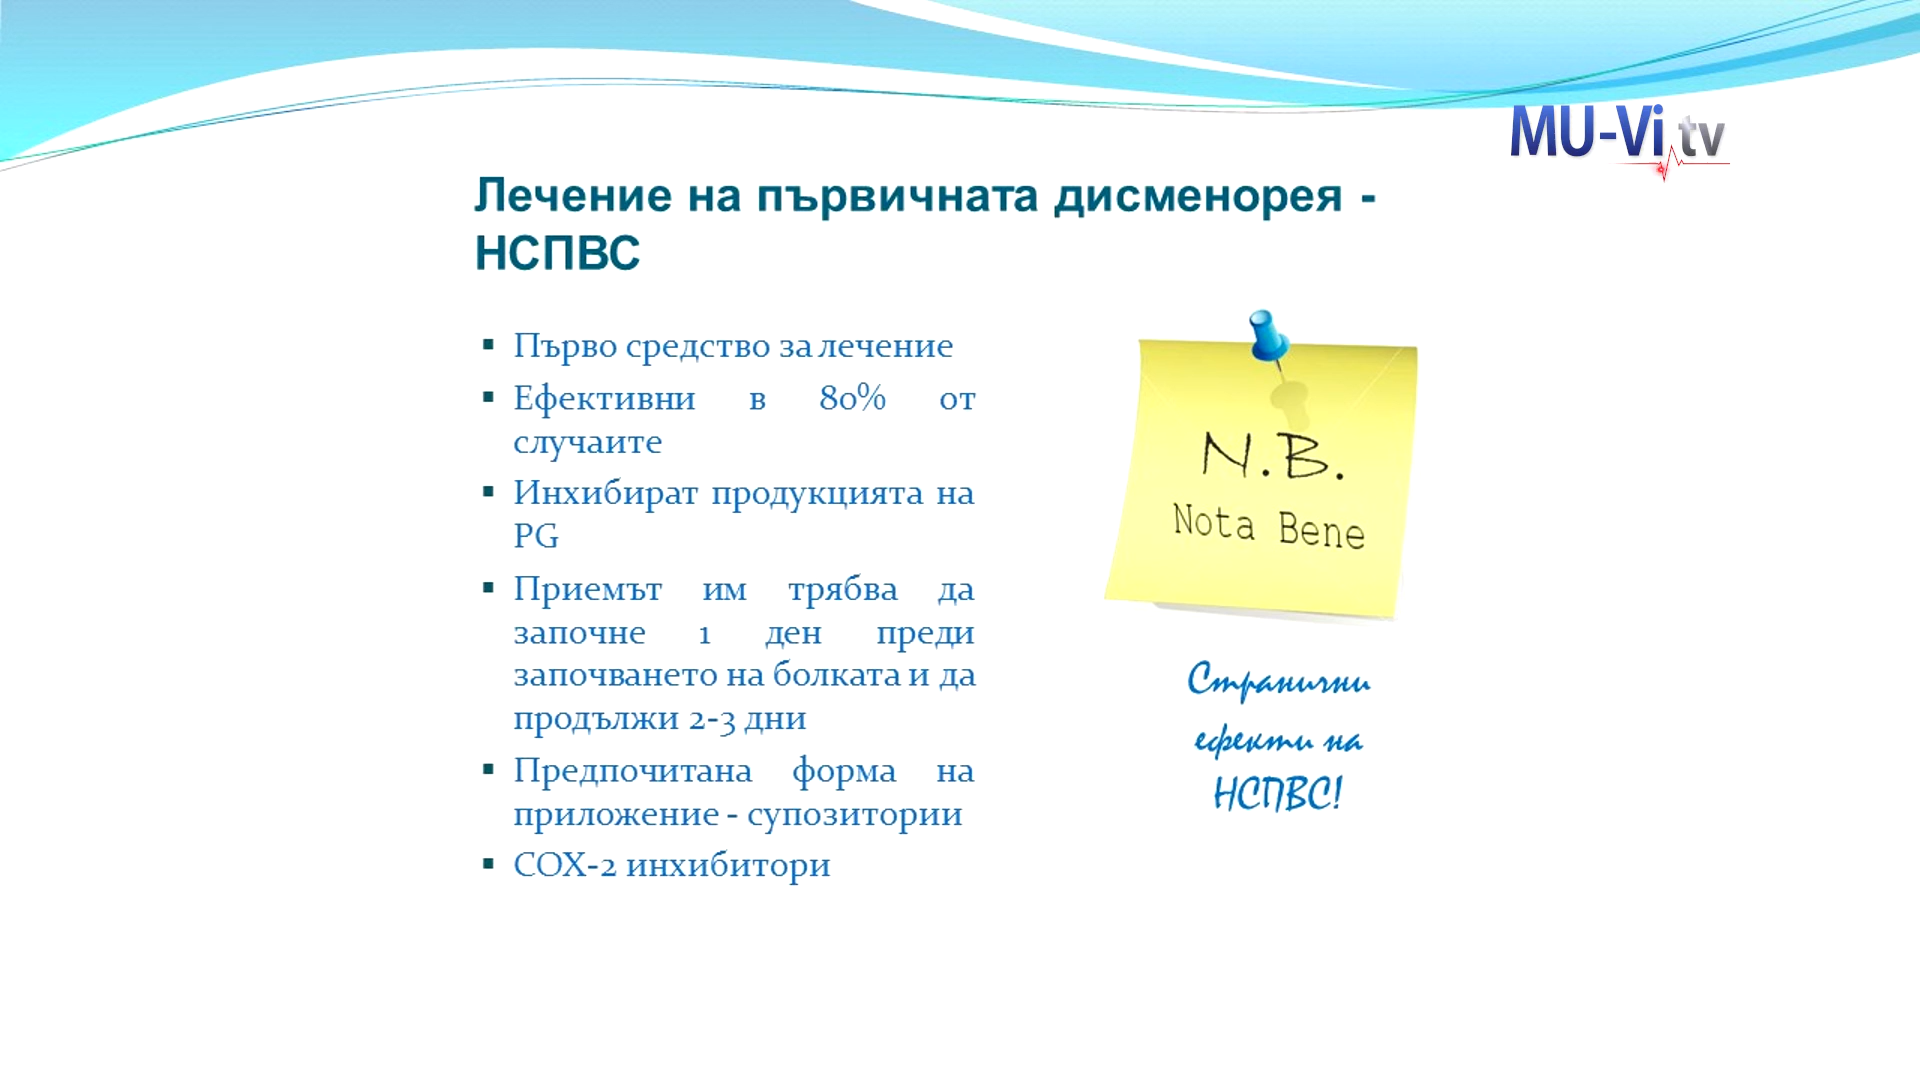 MU-Vi.tv
Лечение на първичната дисменорея -
НСПВС
▪ Първо средство за лечение
▪ Ефективни в 80% от
случаите
▪ Инхибират продукцията на
PG
▪ Приемът им трябва да
започне 1 ден преди
започването на болката и да
продължи 2-3 дни
▪ Предпочитана форма на
приложение - супозитории
▪ COX-2 инхибитори
N.B.
Nota Bene
Странични
ефекти на
НСПВС!